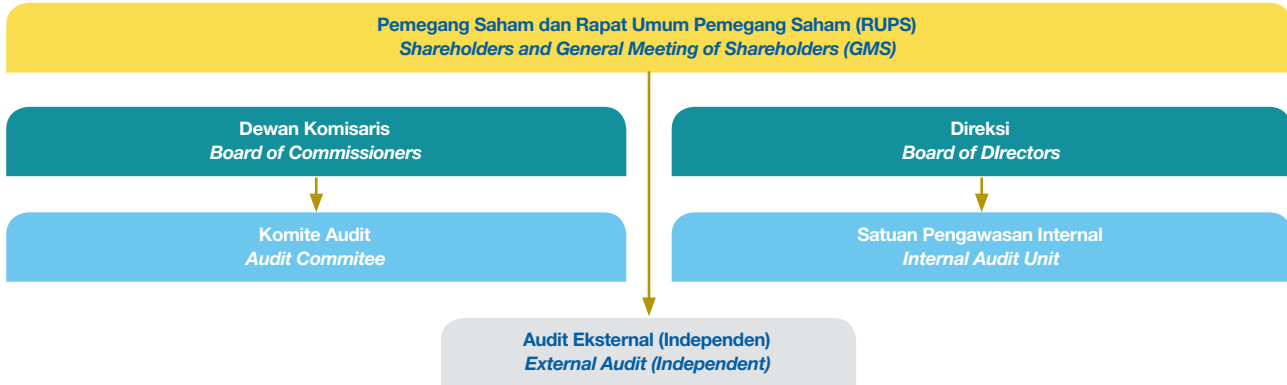 Pemegang Saham dan Rapat Umum Pemegang Saham (RUPS)
Shareholders and General Meeting of Shareholders (GMS)
Dewan Komisaris
Board of Commissioners
Direksi
Board of DIrectors
Komite Audit
Audit Commitee
Satuan Pengawasan Internal
Internal Audit Unit
Audit Eksternal (Independen)
External Audit (Independent)